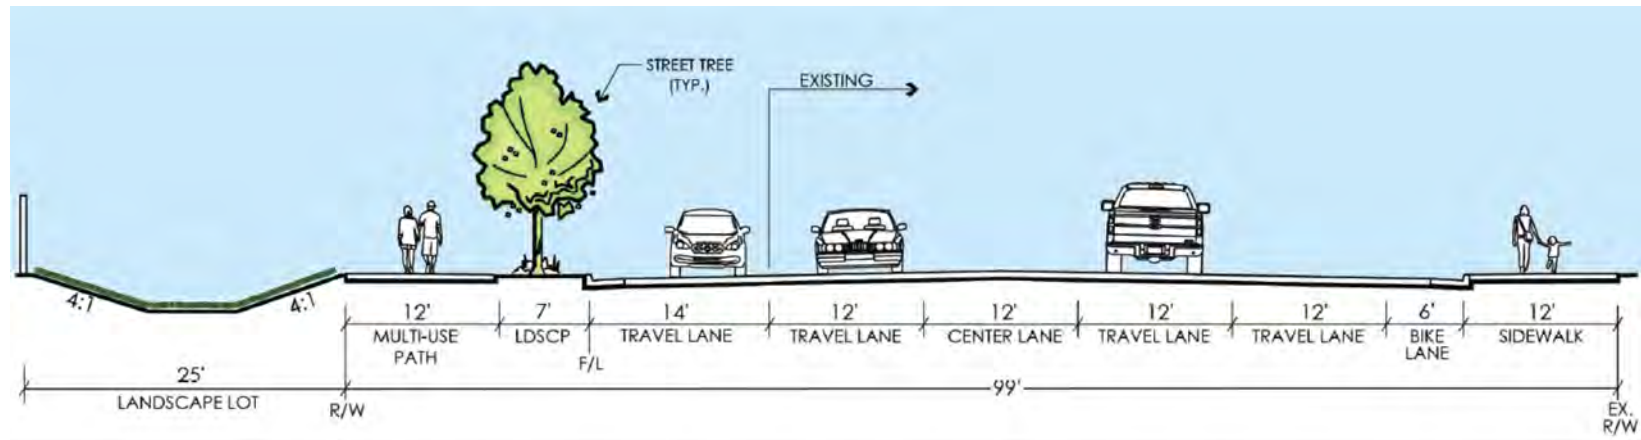 STREET TREE
(TYP.)
EXISTING
4:1
4:1
12' 7' 14' 12' 12' 12' 12' 6' 12'
MULTI-USE
PATH
LDSCP
TRAVEL LANE
TRAVEL LANE
CENTER LANE
TRAVEL LANE
TRAVEL LANE
BIKE
LANE
SIDEWALK
F/L
25'
LANDSCAPE LOT
R/W
99'
EX.
R/W